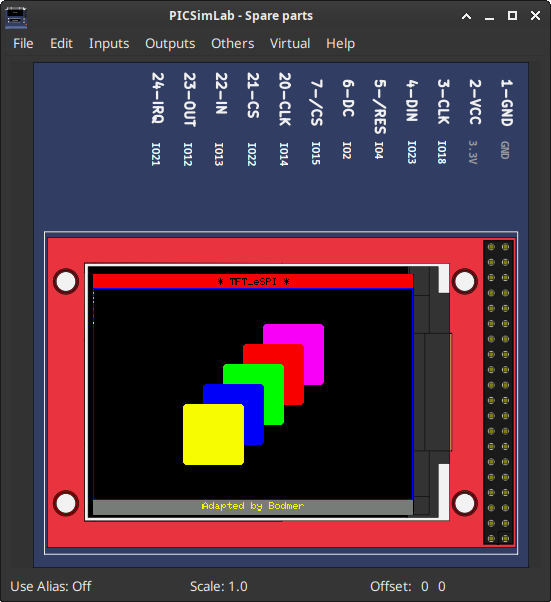 PICSimLab - Spare parts
File Edit Inputs Outputs Others Virtual Help
24-IRQ IO21
23-OUT IO12
22-IN IO13
21-CS IO22
20-CLK IO14
7-/CS IO15
6-DC IO2
5-/RES IO4
4-DIN IO23
3-CLK IO18
2-VCC 3.3V
1-GND GND
* TFT_eSPI *
Adapted by Bodmer
Use Alias: Off Scale: 1.0 Offset: 0 0